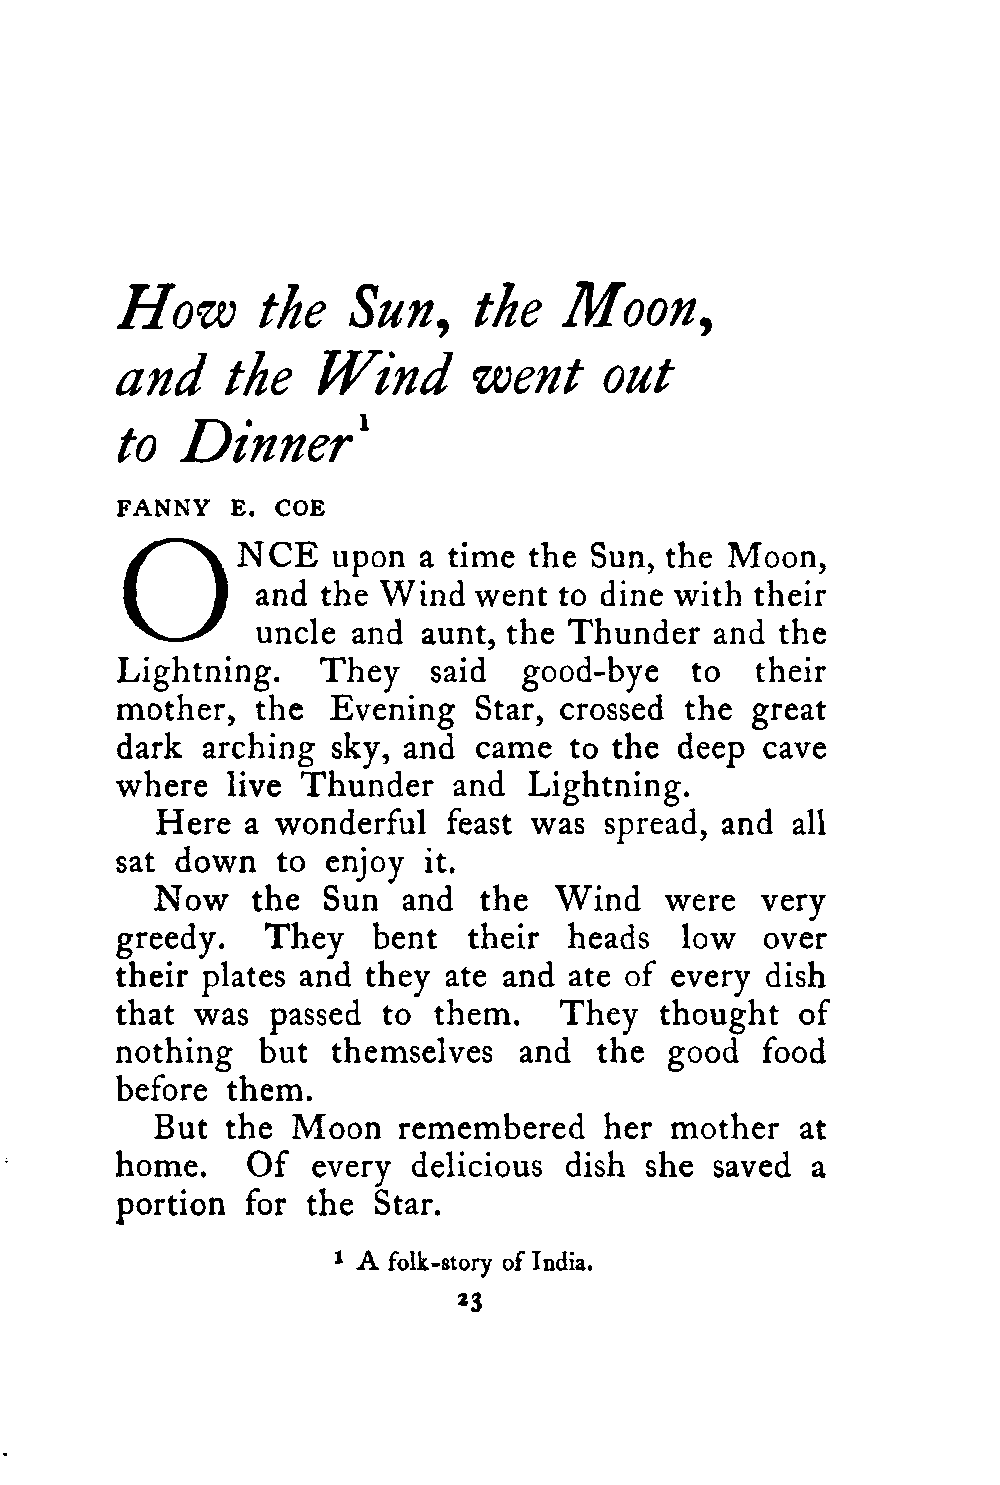 How the Sun, the Moon,
and the Wind went out
to Dinner¹
FANNY E. COE
ONCE upon a time the Sun, the Moon,
and the Wind went to dine with their
uncle and aunt, the Thunder and the
Lightning. They said good-bye to their
mother, the Evening Star, crossed the great
dark arching sky, and came to the deep cave
where live Thunder and Lightning.
Here a wonderful feast was spread, and all
sat down to enjoy it.
Now the Sun and the Wind were very
greedy. They bent their heads low over
their plates and they ate and ate of every dish
that was passed to them. They thought of
nothing but themselves and the good food
before them.
But the Moon remembered her mother at
home. Of every delicious dish she saved a
portion for the Star.
¹ A folk-story of India.
23